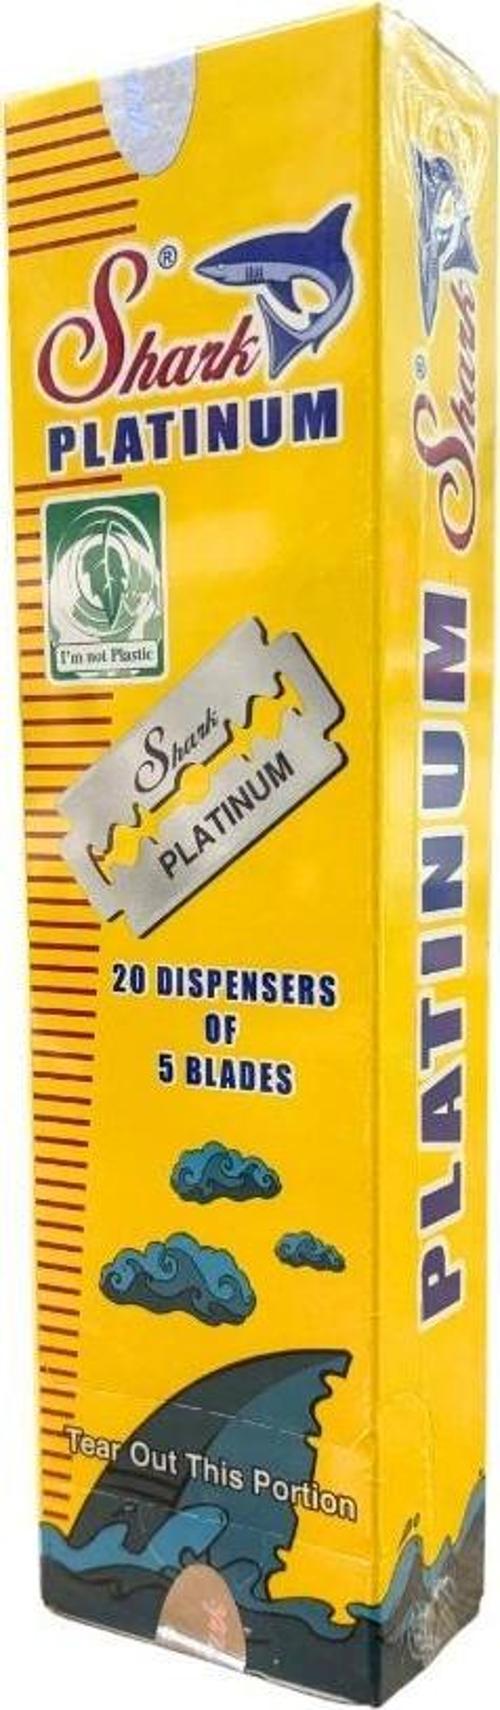 Shark®
PLATINUM
I'm not Plastic
Shark
PLATINUM
20 DISPENSERS
OF
5 BLADES
Tear Out This Portion
Shark®
PLATINUM